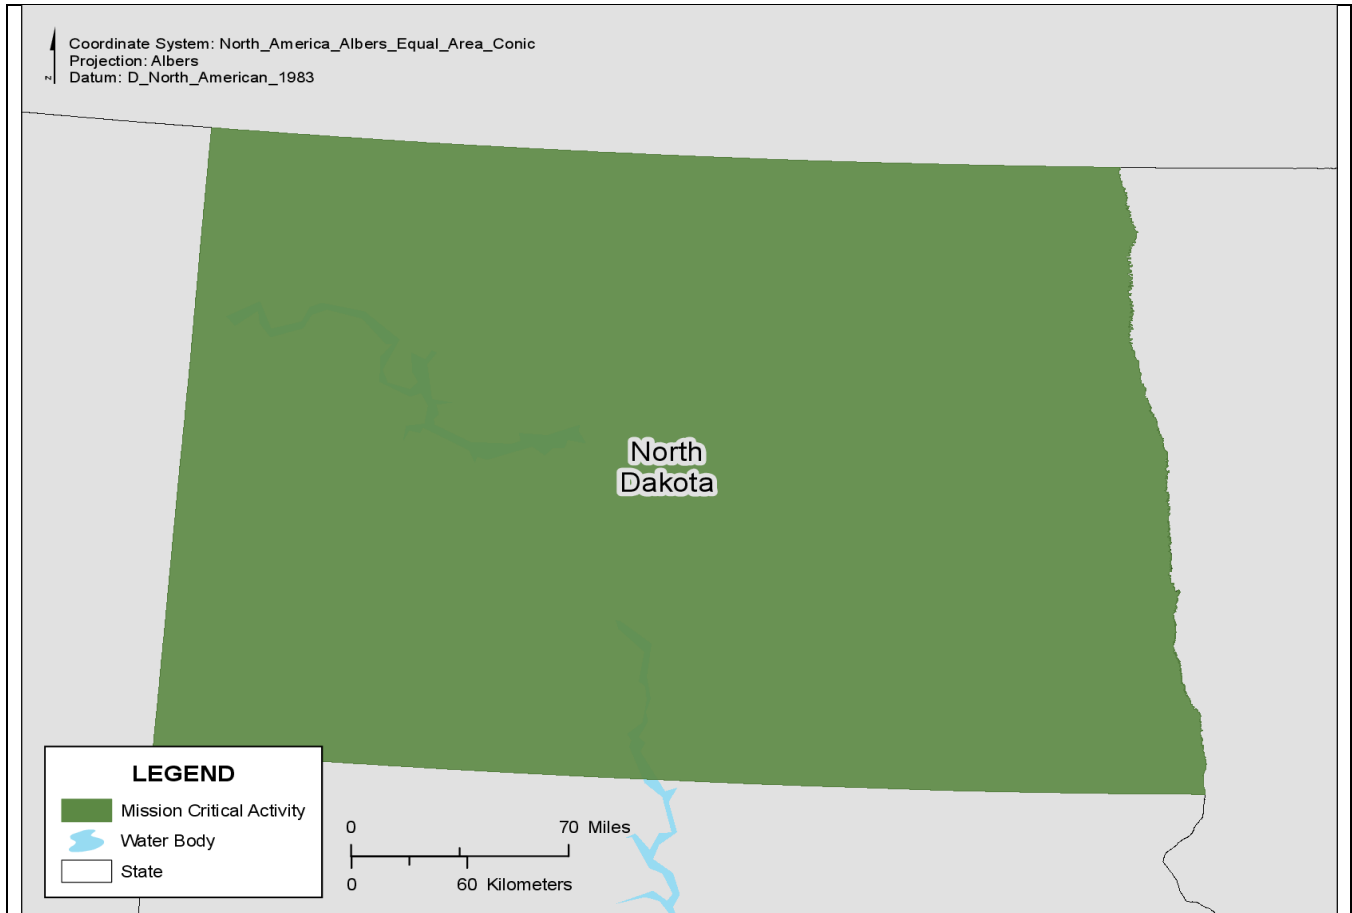 Coordinate System: North_America_Albers_Equal_Area_Conic
Projection: Albers
Datum: D_North_American_1983
N
North
Dakota
LEGEND
Mission Critical Activity
Water Body
State
0 70 Miles
0 60 Kilometers